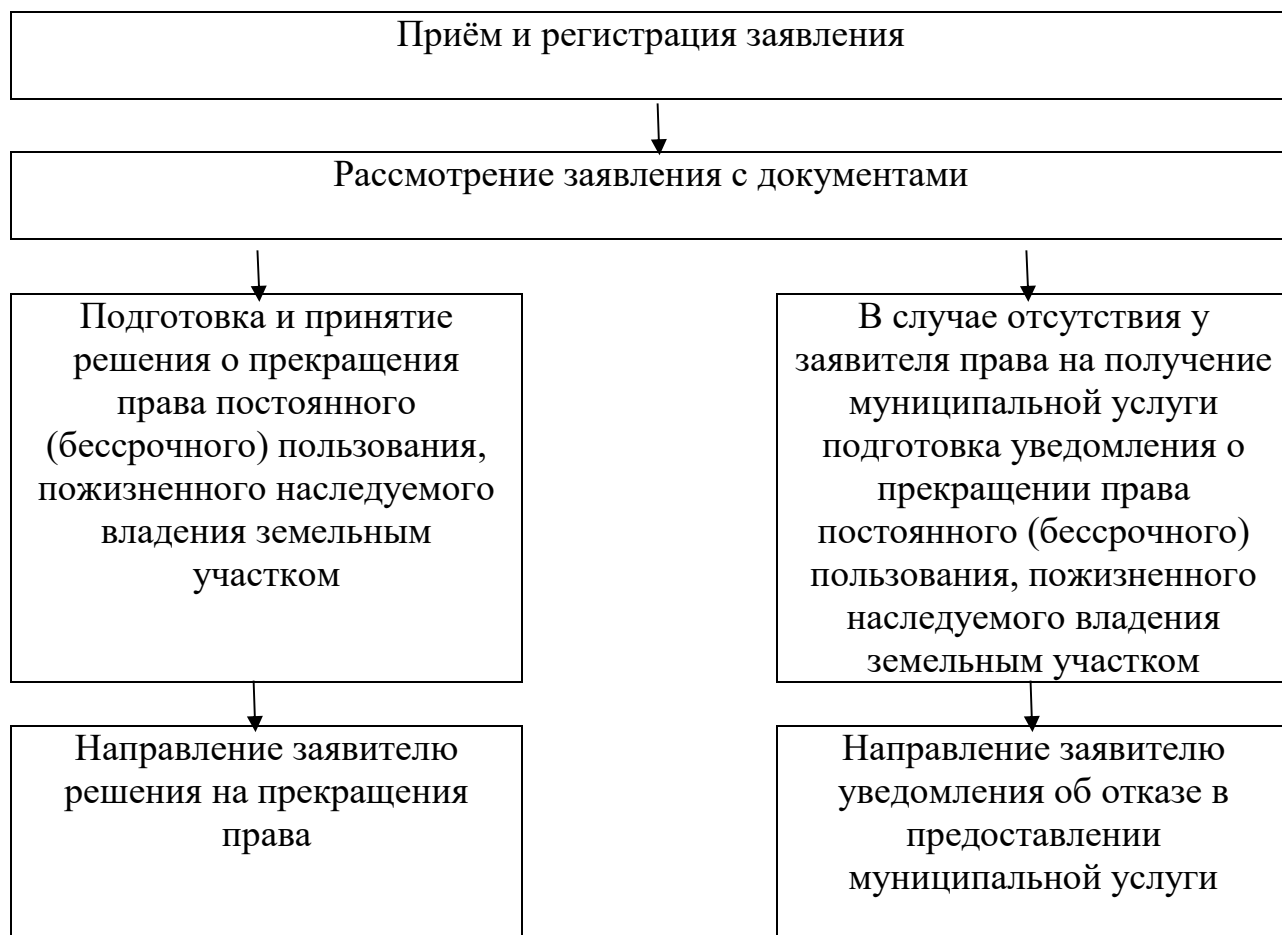 Приём и регистрация заявления
Рассмотрение заявления с документами
Подготовка и принятие
решения о прекращения
права постоянного
(бессрочного) пользования,
пожизненного наследуемого
владения земельным
участком
В случае отсутствия у
заявителя права на получение
муниципальной услуги
подготовка уведомления о
прекращении права
постоянного (бессрочного)
пользования, пожизненного
наследуемого владения
земельным участком
Направление заявителю
решения на прекращения
права
Направление заявителю
уведомления об отказе в
предоставлении
муниципальной услуги